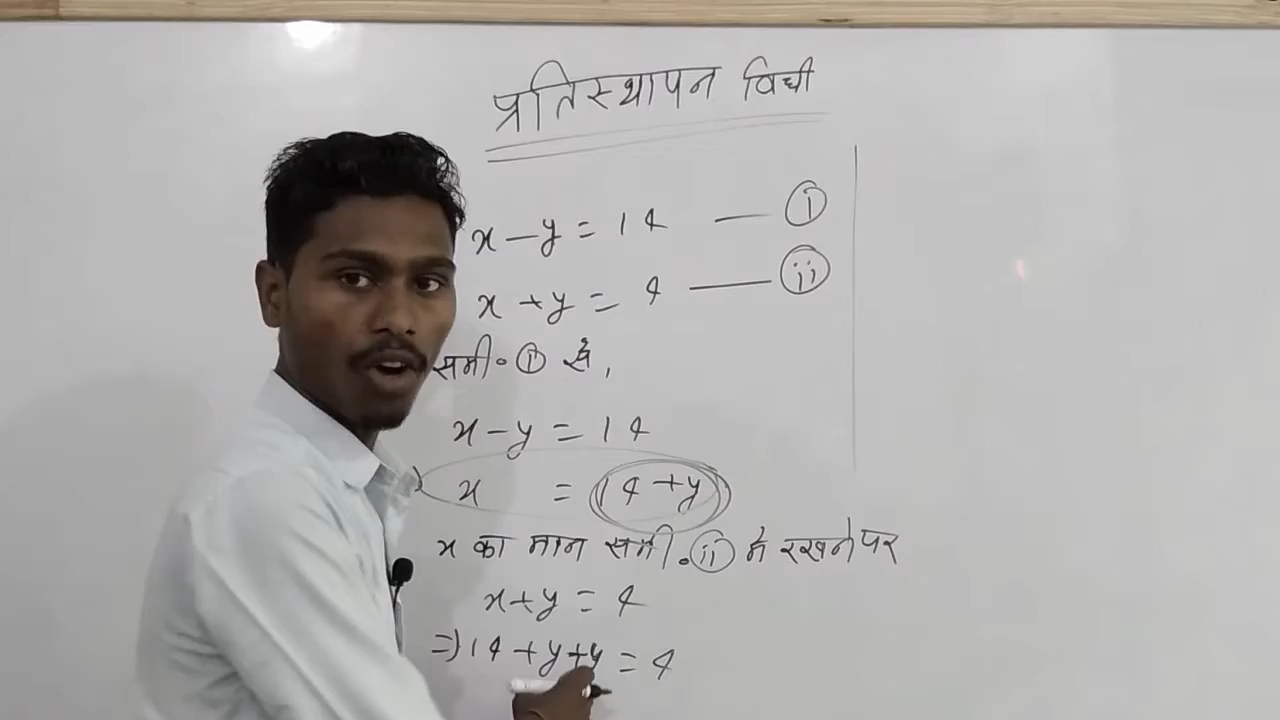 प्रतिस्थापन विधी
x - y = 14 — (i)
x + y = 4 — (ii)
समी. (i) से,
x - y = 14
x = 14 + y
x का मान समी. (ii) मे रखने पर
x + y = 4
=> 14 + y + y = 4